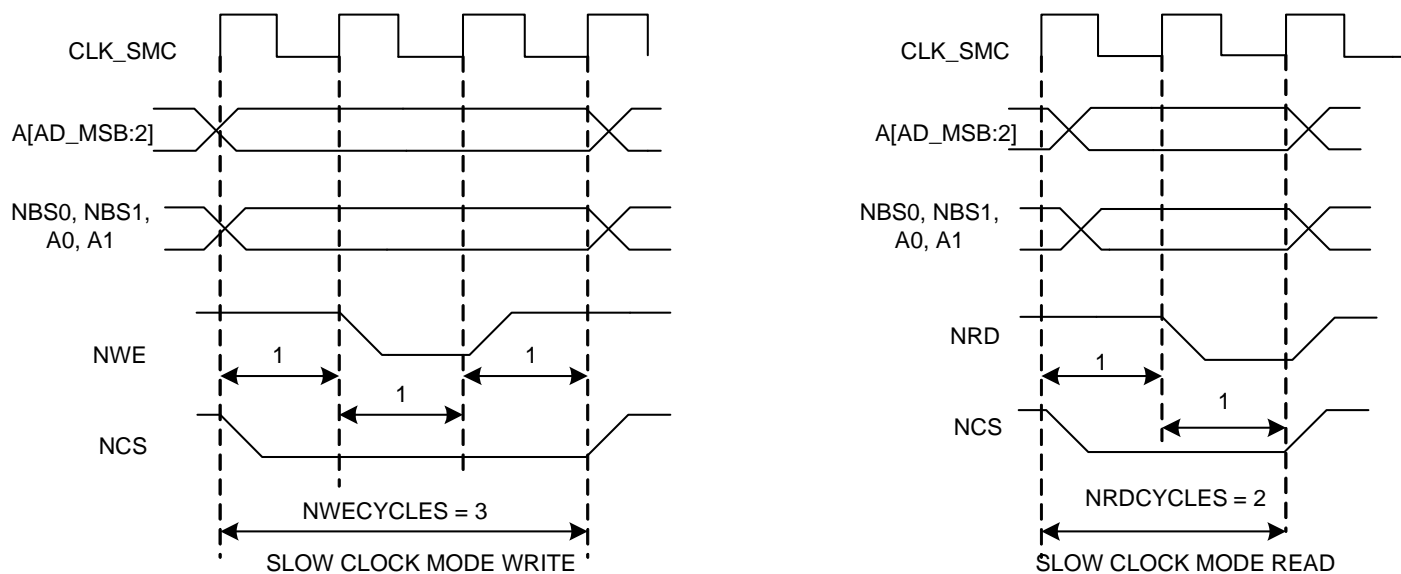 CLK_SMC
A[AD_MSB:2]
NBS0, NBS1,
A0, A1
NWE
1
1
1
NCS
NWECYCLES = 3
SLOW CLOCK MODE WRITE
CLK_SMC
A[AD_MSB:2]
NBS0, NBS1,
A0, A1
NRD
1
1
NCS
NRDCYCLES = 2
SLOW CLOCK MODE READ